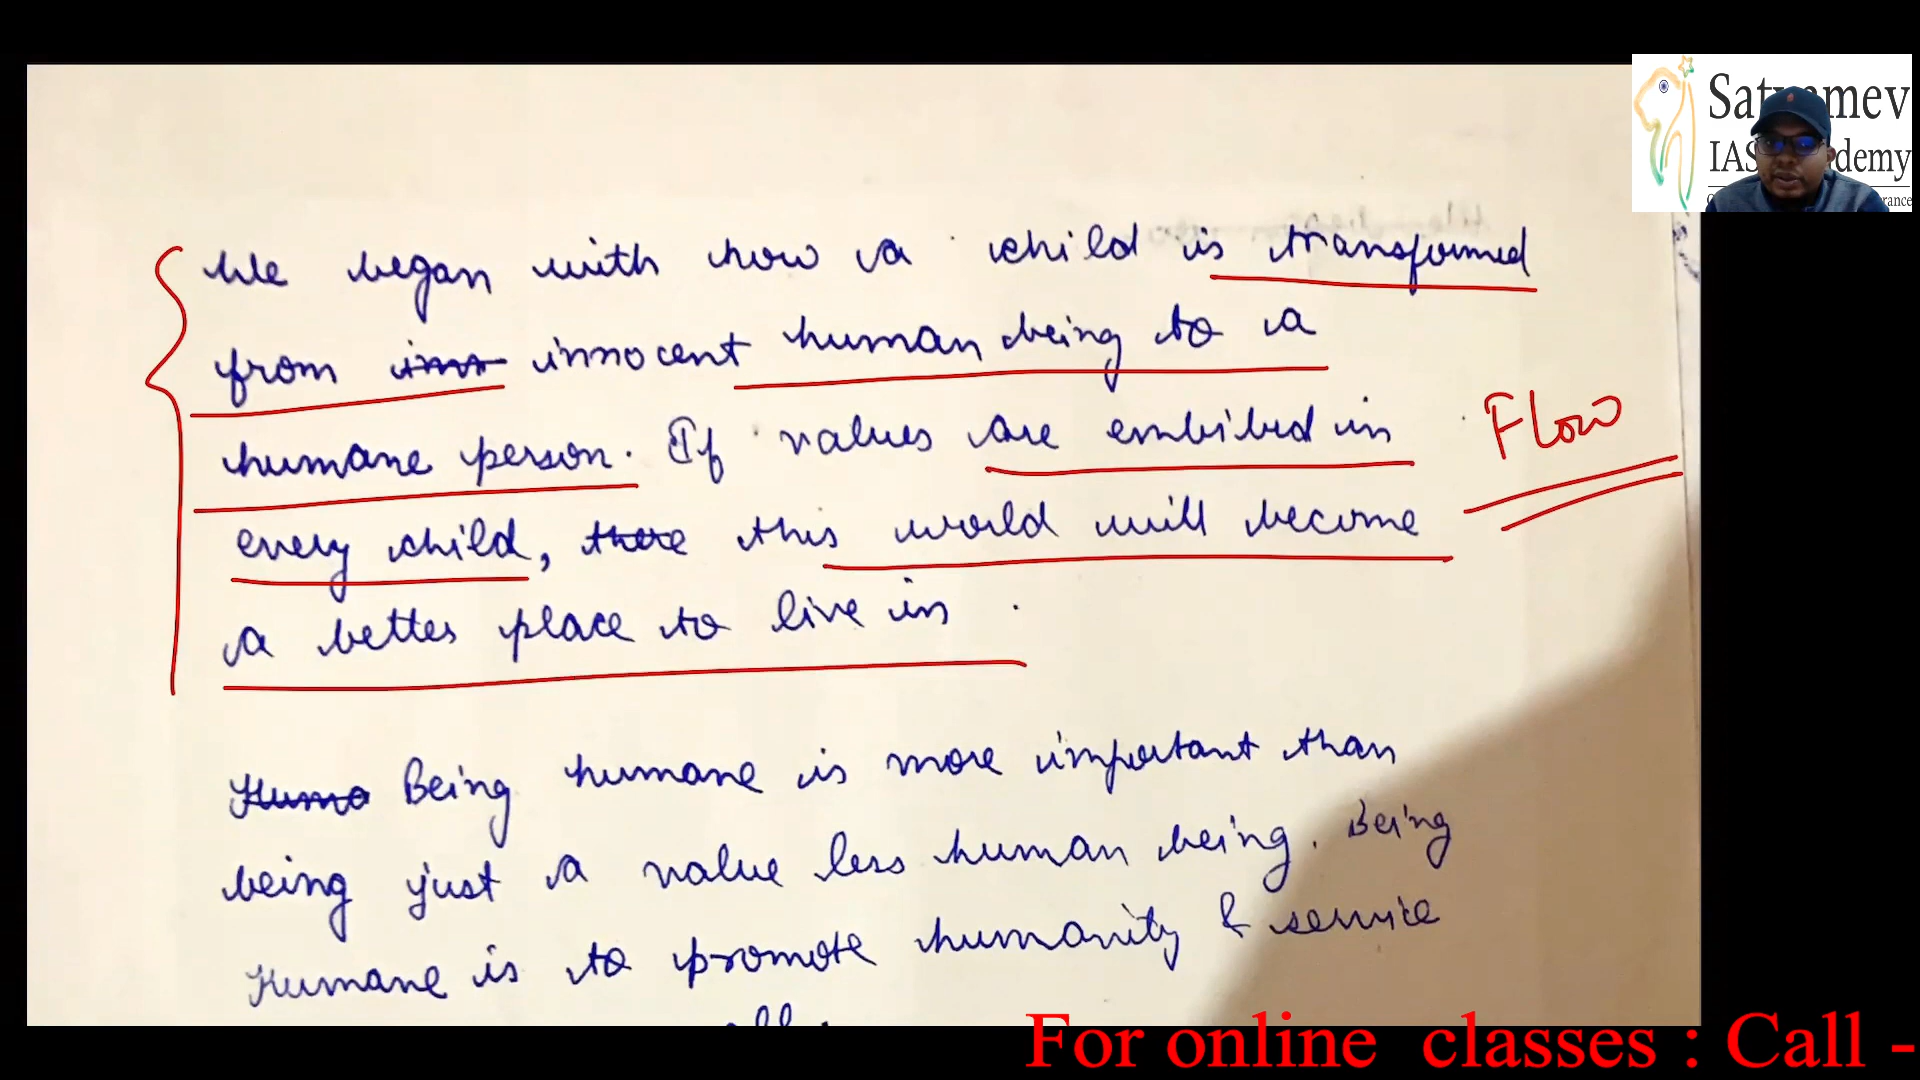 Satyamev
IAS Academy
We began with how a child is transformed
from innocent human being to a
humane person. If values are embibed in
Flow
every child, this world will become
a better place to live in.
Being humane is more important than
being just a value less human being. Being
Humane is to promote humanity & service
For online classes : Call -